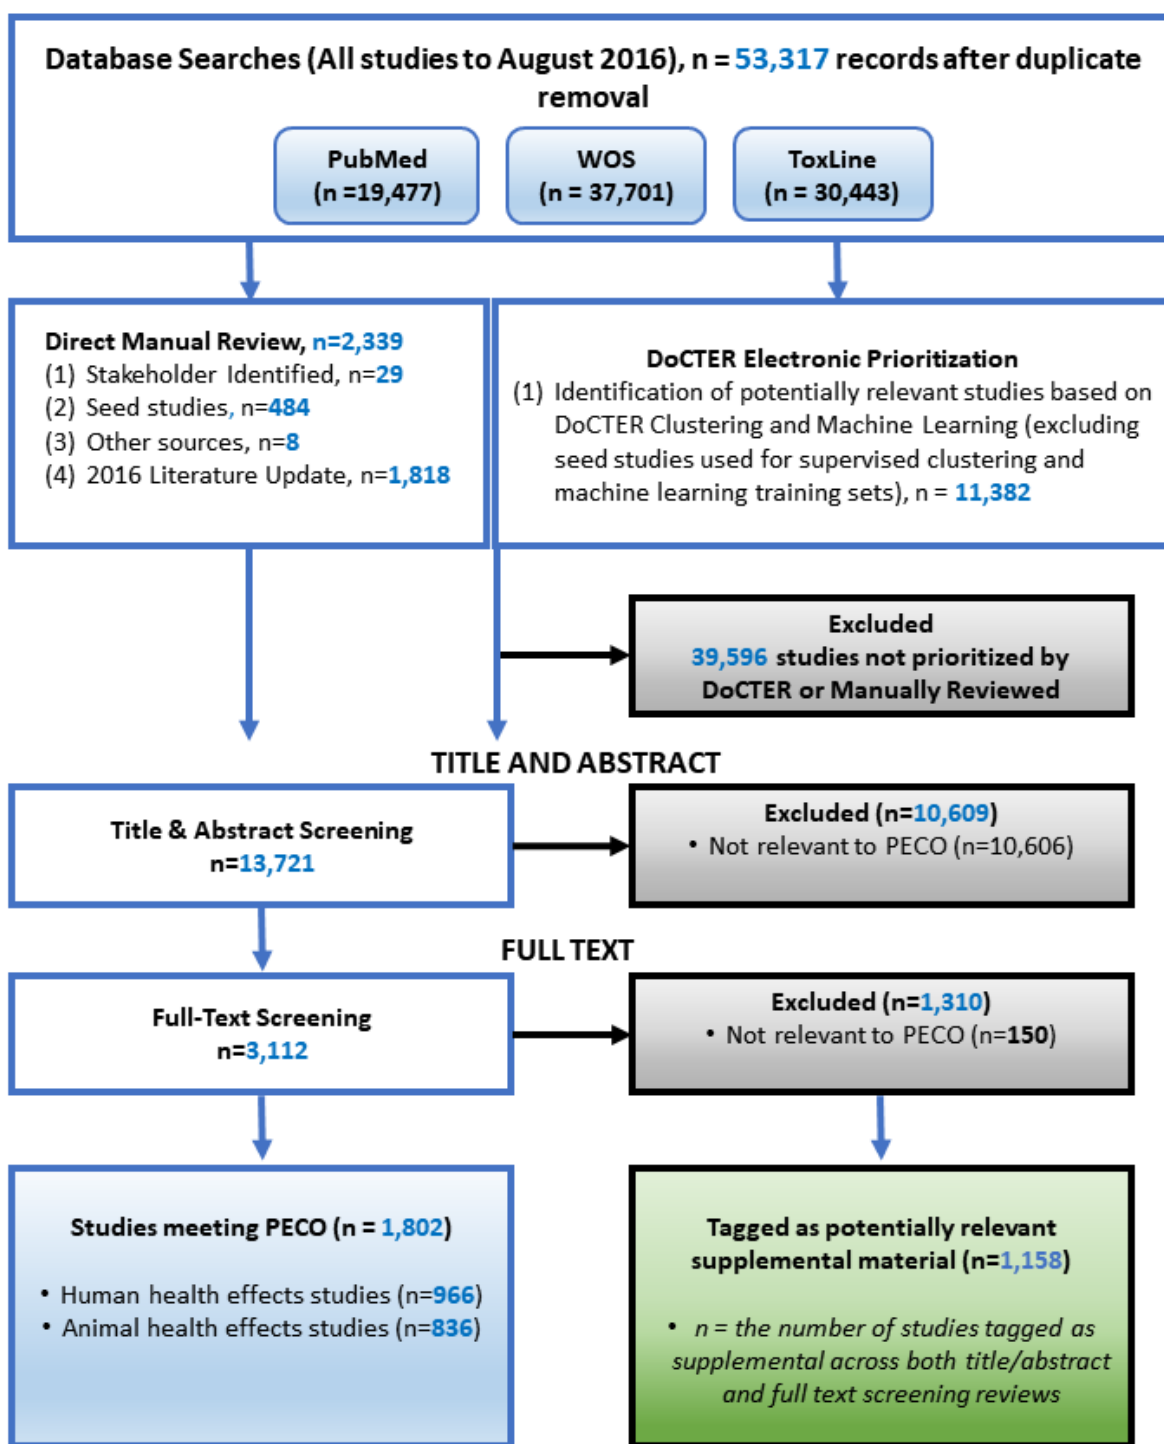 Database Searches (All studies to August 2016), n = 53,317 records after duplicate
removal
PubMed
(n =19,477)
WOS
(n = 37,701)
ToxLine
(n = 30,443)
Direct Manual Review, n=2,339
(1) Stakeholder Identified, n=29
(2) Seed studies, n=484
(3) Other sources, n=8
(4) 2016 Literature Update, n=1,818
DoCTER Electronic Prioritization
(1) Identification of potentially relevant studies based on
DoCTER Clustering and Machine Learning (excluding
seed studies used for supervised clustering and
machine learning training sets), n = 11,382
Excluded
39,596 studies not prioritized by
DoCTER or Manually Reviewed
TITLE AND ABSTRACT
Title & Abstract Screening
n=13,721
Excluded (n=10,609)
• Not relevant to PECO (n=10,606)
FULL TEXT
Full-Text Screening
n=3,112
Excluded (n=1,310)
• Not relevant to PECO (n=150)
Studies meeting PECO (n = 1,802)
• Human health effects studies (n=966)
• Animal health effects studies (n=836)
Tagged as potentially relevant
supplemental material (n=1,158)
• n = the number of studies tagged as
supplemental across both title/abstract
and full text screening reviews